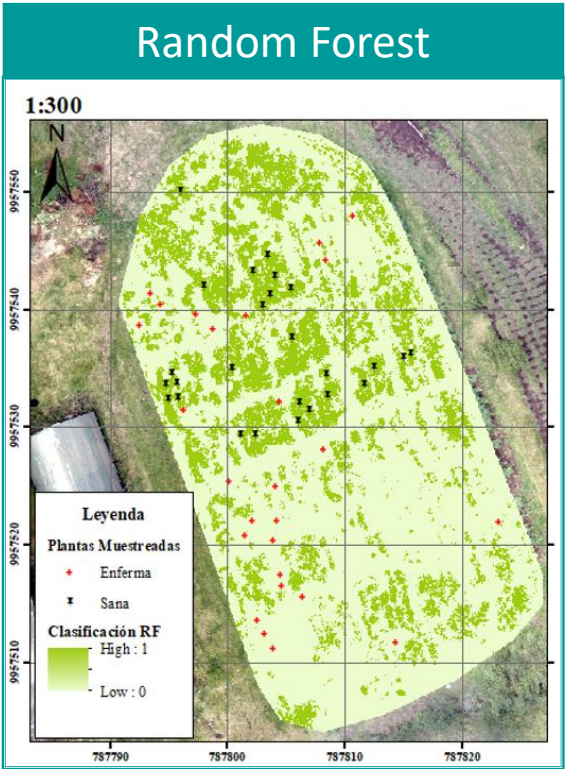 Random Forest
1:300
N
9957550
9957540
9957530
9957520
9957510
Leyenda
Plantas Muestreadas
Enferma
Sana
Clasificación RF
High : 1
Low : 0
787790 787800 787810 787820